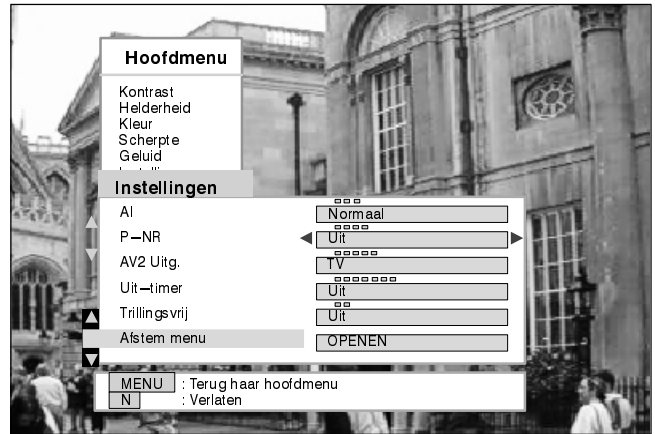 Hoofdmenu
Kontrast
Helderheid
Kleur
Scherpte
Geluid
Instellingen
AI Normaal
P–NR Uit
AV2 Uitg. TV
Uit–timer Uit
Trillingsvrij Uit
Afstem menu OPENEN
MENU : Terug haar hoofdmenu
N : Verlaten